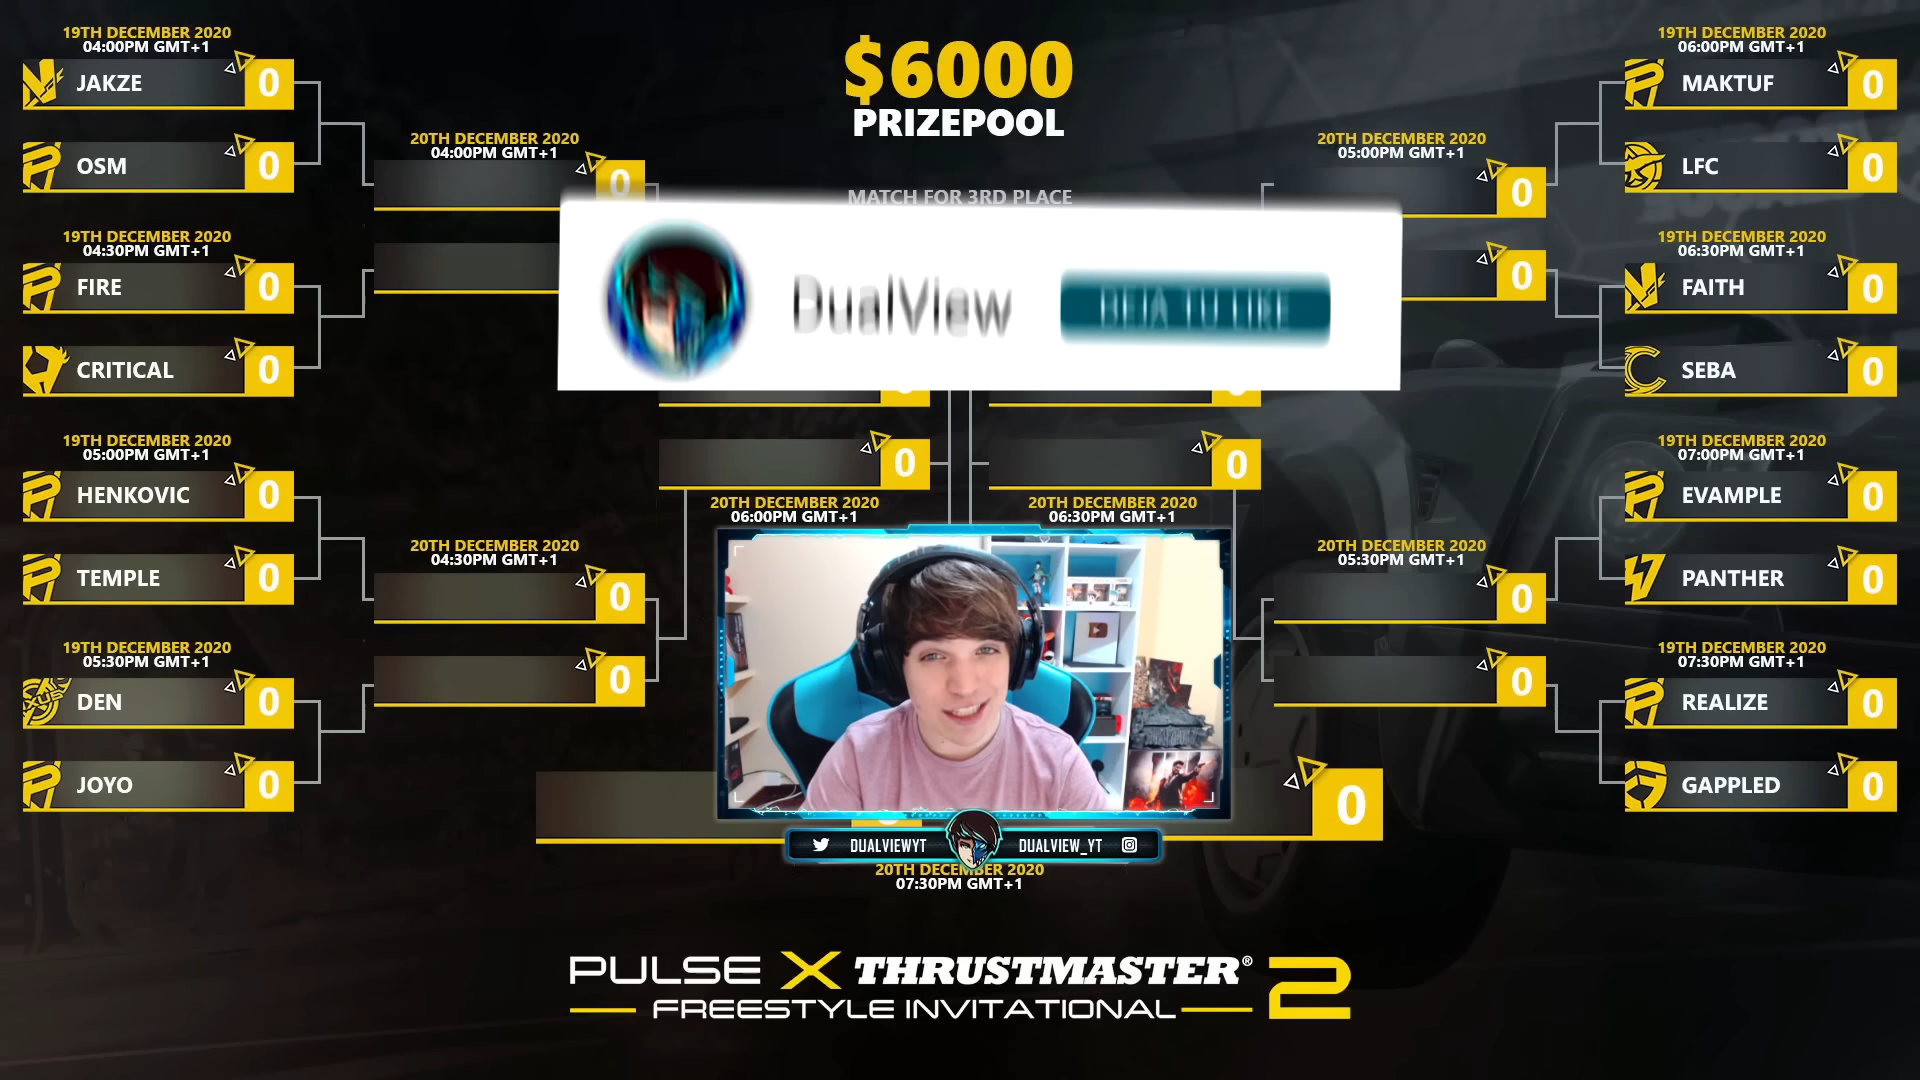 19TH DECEMBER 2020
04:00PM GMT+1
JAKZE 0
OSM 0
19TH DECEMBER 2020
04:30PM GMT+1
FIRE 0
CRITICAL 0
19TH DECEMBER 2020
05:00PM GMT+1
HENKOVIC 0
TEMPLE 0
19TH DECEMBER 2020
05:30PM GMT+1
DEN 0
JOYO 0
20TH DECEMBER 2020
04:00PM GMT+1
0
20TH DECEMBER 2020
04:30PM GMT+1
0
0
$6000
PRIZEPOOL
MATCH FOR 3RD PLACE
DualView DEJA TU LIKE
0
0
20TH DECEMBER 2020
06:00PM GMT+1
20TH DECEMBER 2020
06:30PM GMT+1
0
DUALVIEWYT
DUALVIEW_YT
20TH DECEMBER 2020
07:30PM GMT+1
20TH DECEMBER 2020
05:00PM GMT+1
0
0
20TH DECEMBER 2020
05:30PM GMT+1
0
0
19TH DECEMBER 2020
06:00PM GMT+1
MAKTUF 0
LFC 0
19TH DECEMBER 2020
06:30PM GMT+1
FAITH 0
SEBA 0
19TH DECEMBER 2020
07:00PM GMT+1
EVAMPLE 0
PANTHER 0
19TH DECEMBER 2020
07:30PM GMT+1
REALIZE 0
GAPPLED 0
PULSE X THRUSTMASTER®
FREESTYLE INVITATIONAL 2